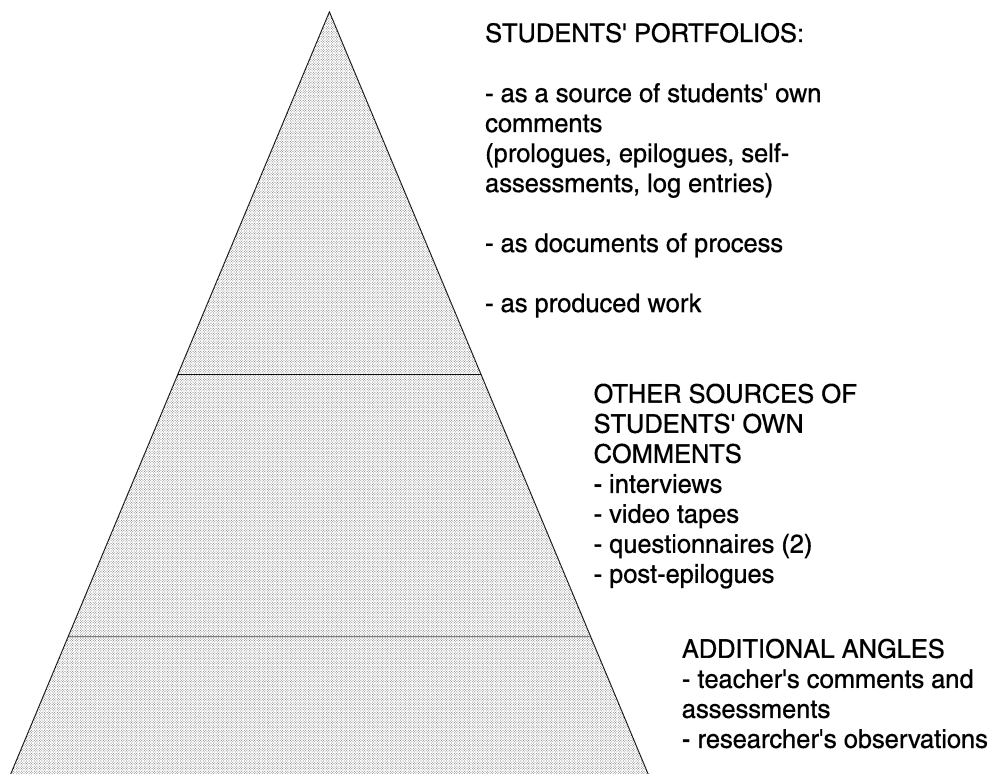 STUDENTS' PORTFOLIOS:
- as a source of students' own
comments
(prologues, epilogues, self-
assessments, log entries)
- as documents of process
- as produced work
OTHER SOURCES OF
STUDENTS' OWN
COMMENTS
- interviews
- video tapes
- questionnaires (2)
- post-epilogues
ADDITIONAL ANGLES
- teacher's comments and
assessments
- researcher's observations